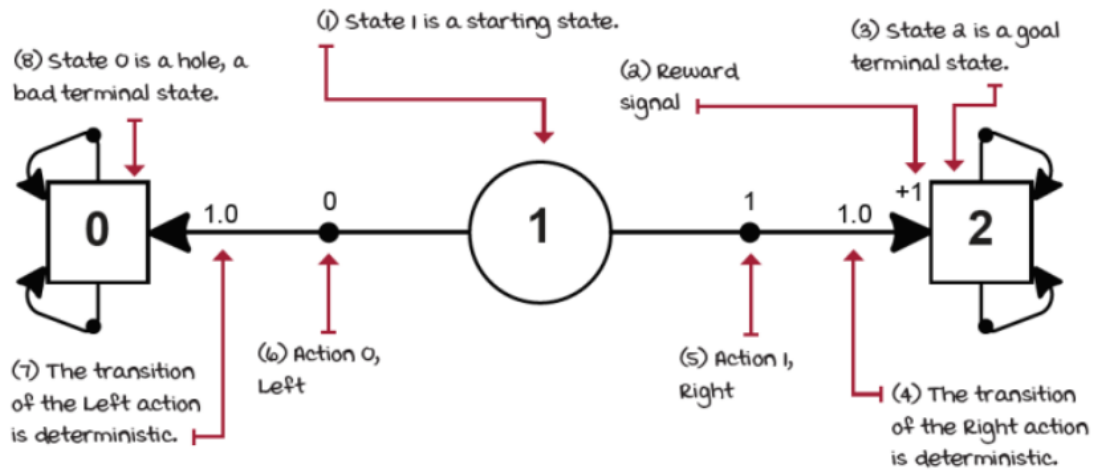 (1) State 1 is a starting state.
(8) State 0 is a hole, a
bad terminal state.
(2) Reward
signal
(3) State 2 is a goal
terminal state.
0
1.0
0
1
1
1.0
+1
2
(7) The transition
of the Left action
is deterministic.
(6) Action 0,
Left
(5) Action 1,
Right
(4) The transition
of the Right action
is deterministic.